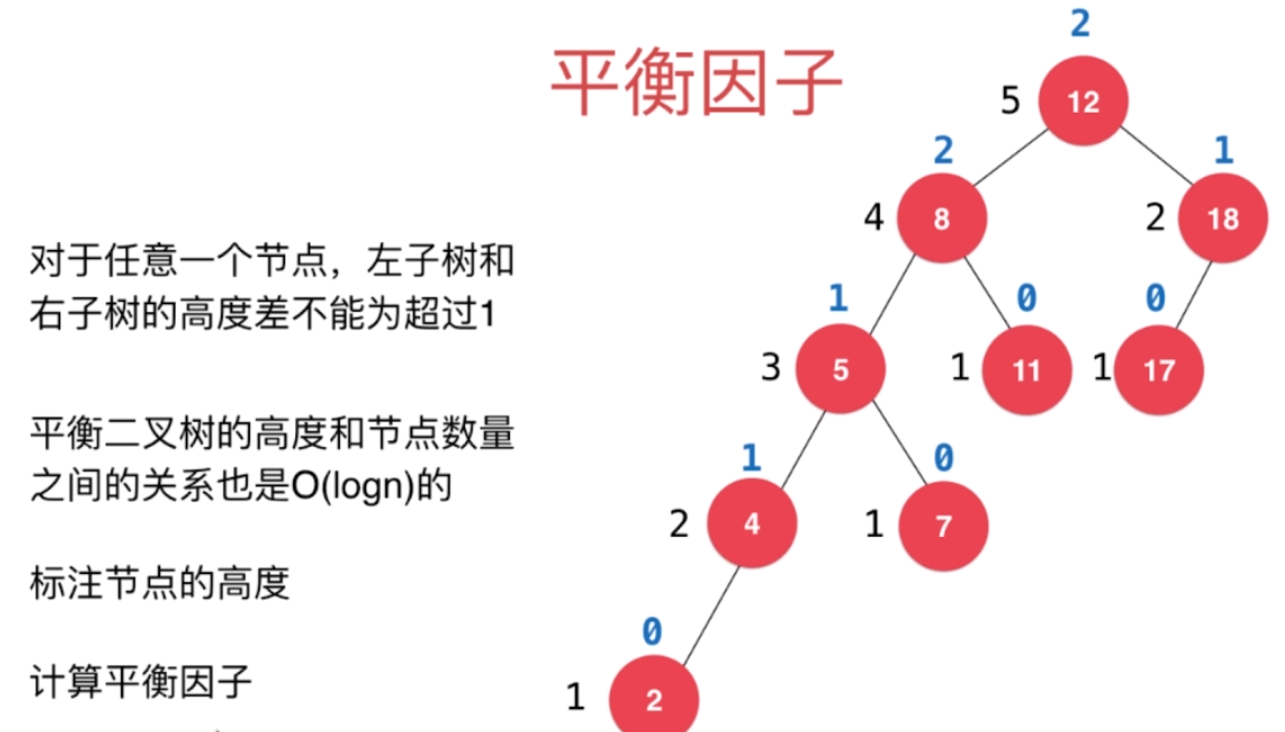 平衡因子
对于任意一个节点，左子树和
右子树的高度差不能为超过1
平衡二叉树的高度和节点数量
之间的关系也是O(logn)的
标注节点的高度
计算平衡因子
2
5 12
2 1
4 8 2 18
1 0 0
3 5 1 11 1 17
1 0
2 4 1 7
0
1 2